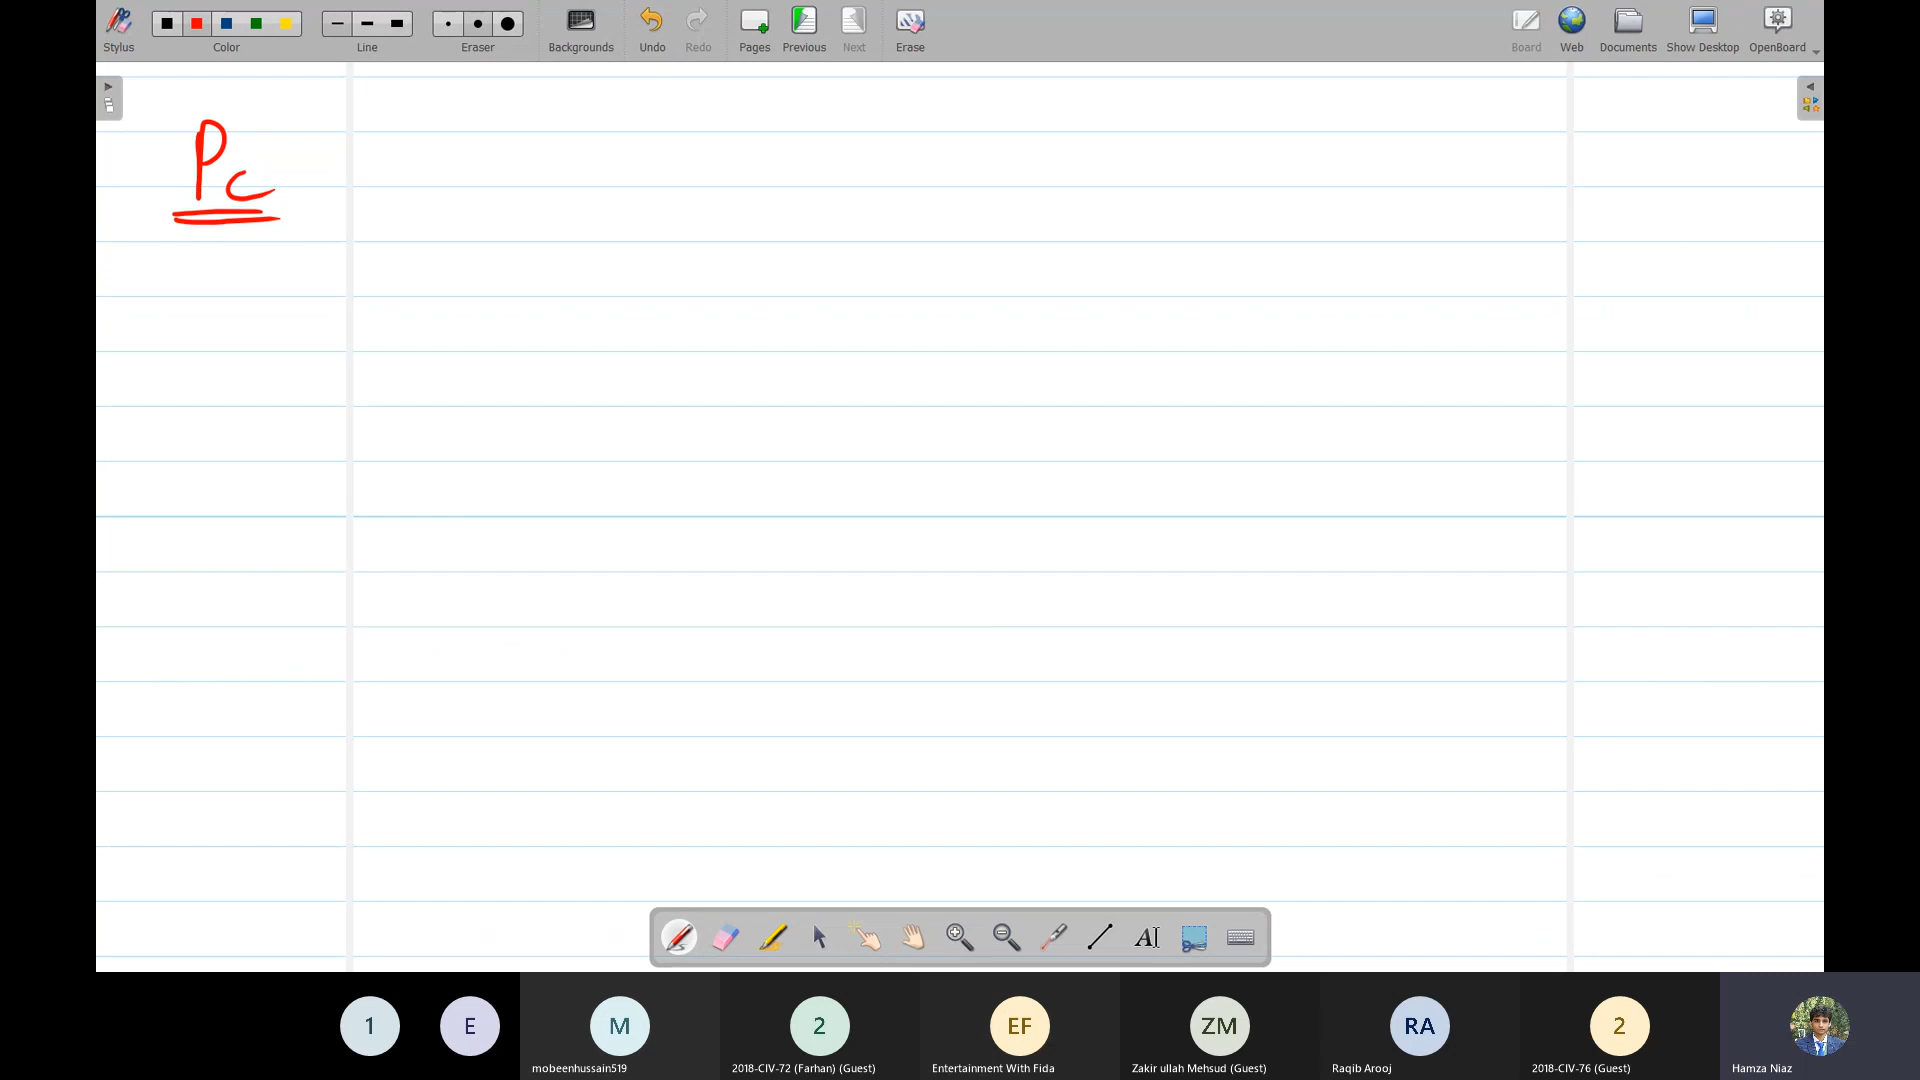 Stylus Color Line Eraser Backgrounds Undo Redo Pages Previous Next Erase Board Web Documents Show Desktop OpenBoard
Pc
A
1 E M 2 EF ZM RA 2
mobeenhussain519 2018-CIV-72 (Farhan) (Guest) Entertainment With Fida Zakir ullah Mehsud (Guest) Raqib Arooj 2018-CIV-76 (Guest) Hamza Niaz